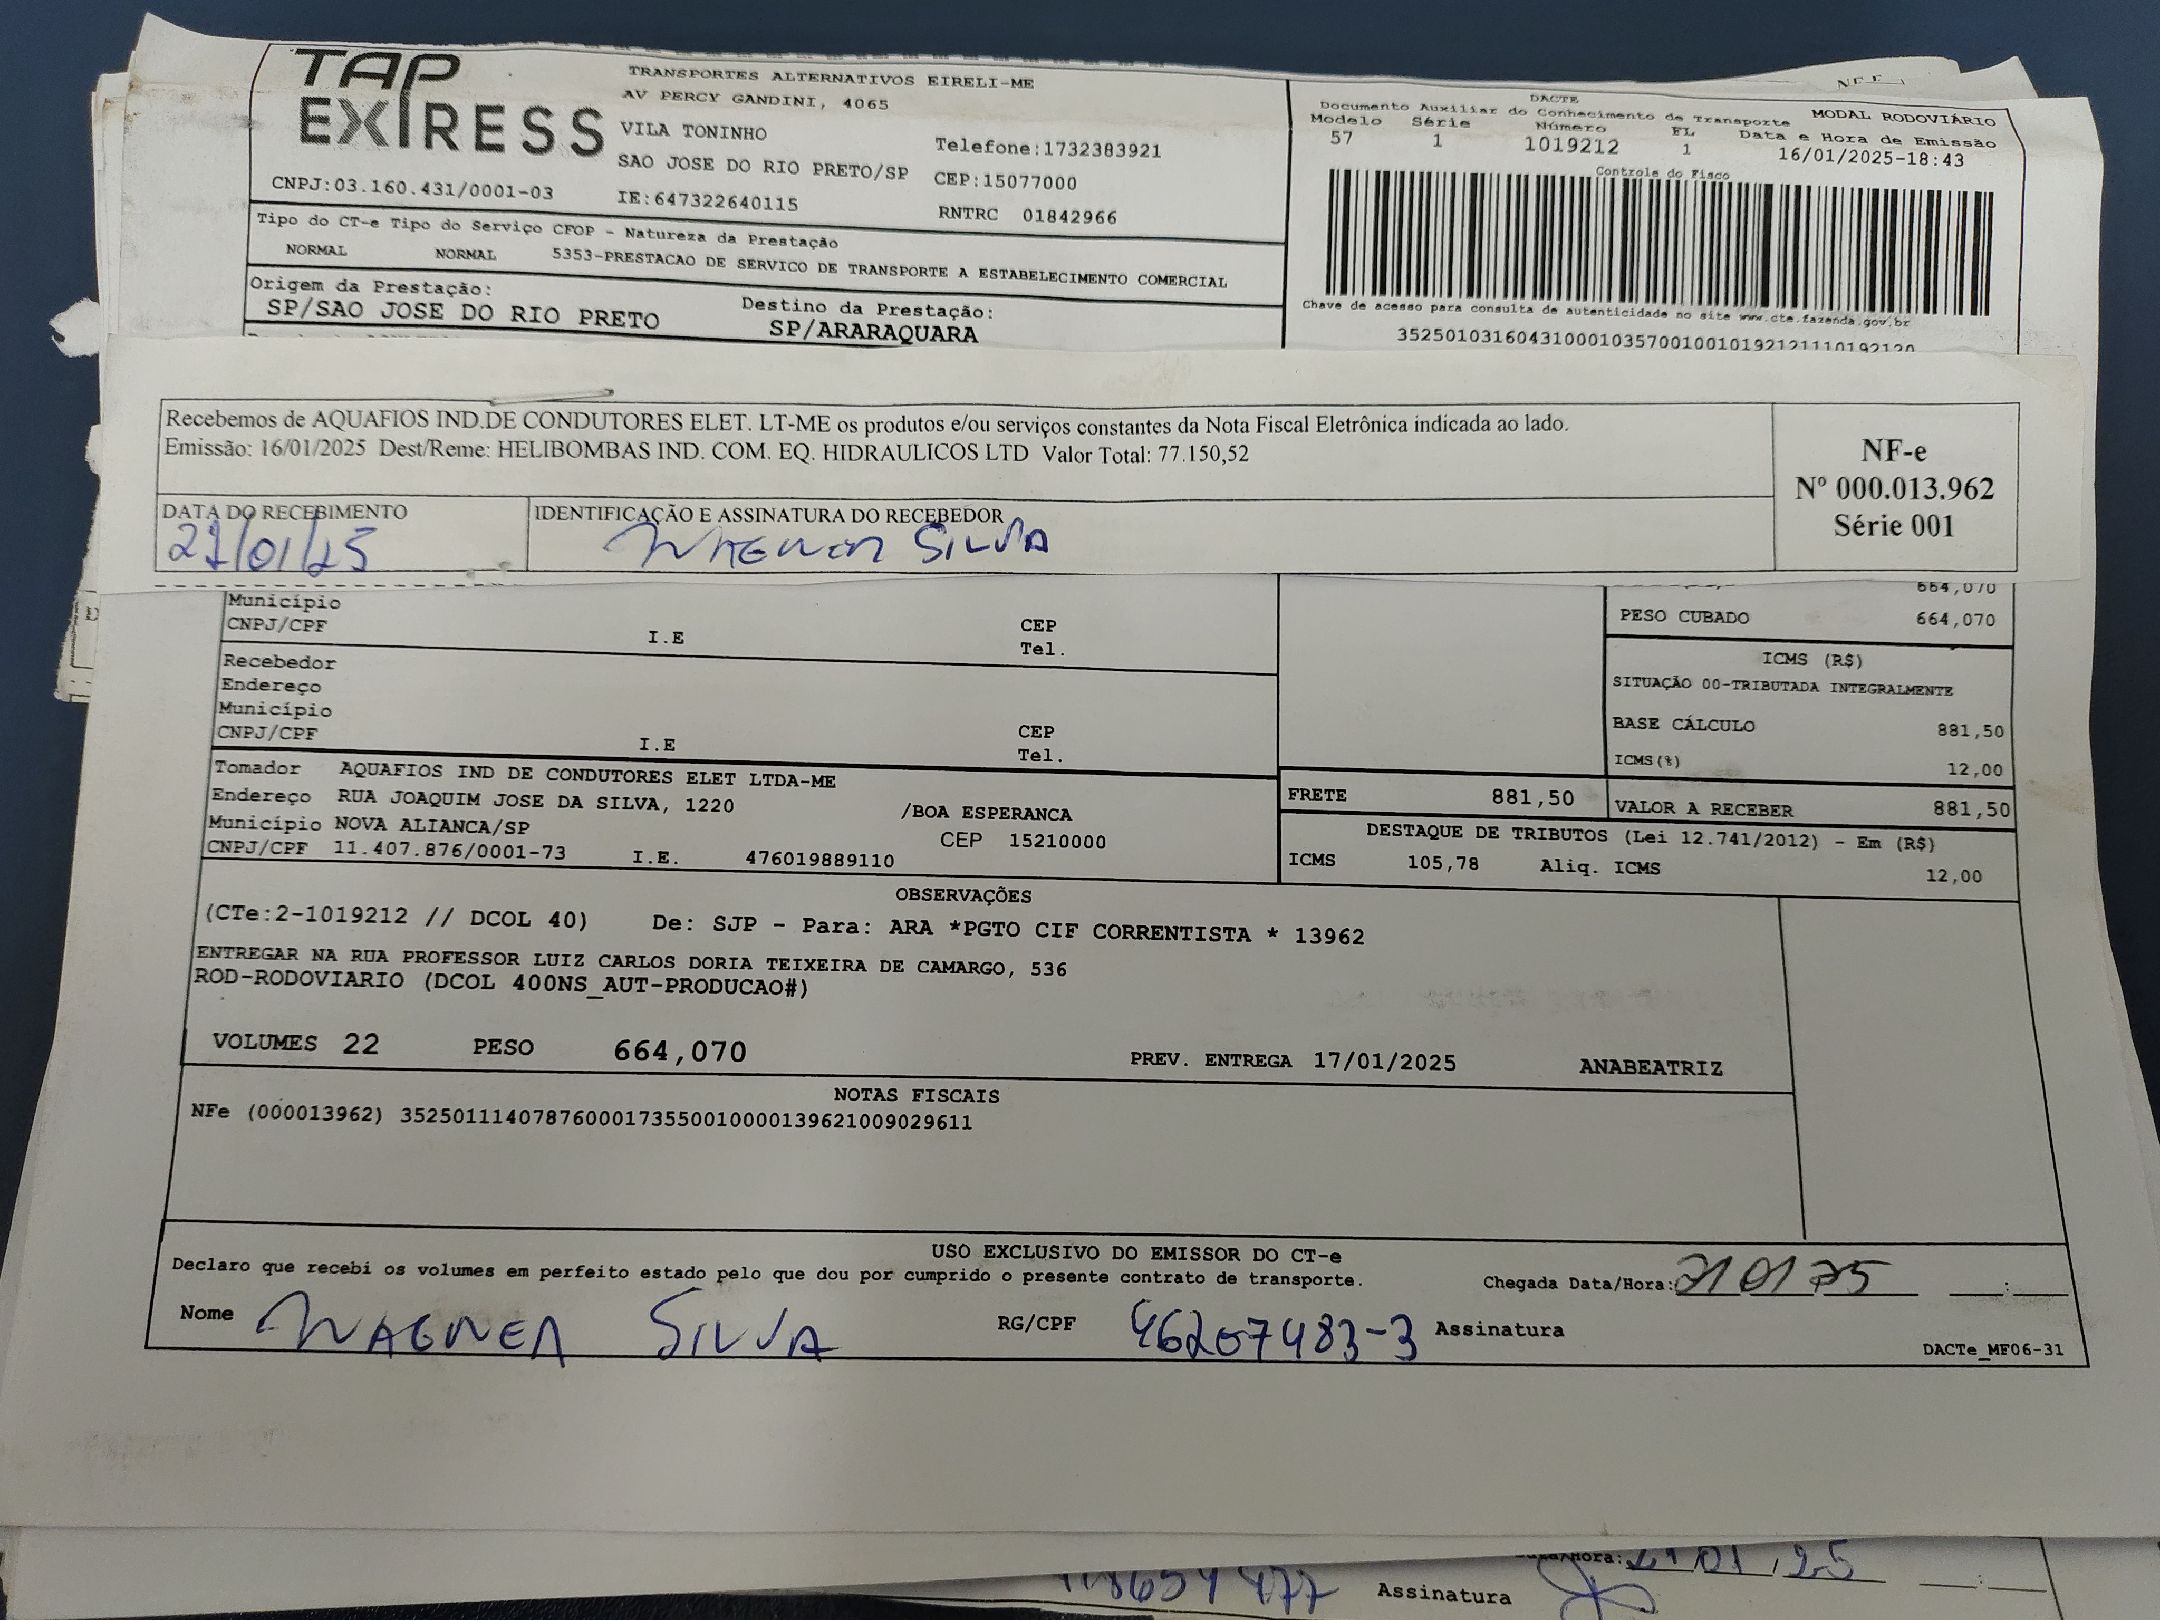 TAP
EXPRESS
TRANSPORTES ALTERNATIVOS EIRELI-ME
AV PERCY GANDINI, 4065
VILA TONINHO
Telefone:1732383921
SAO JOSE DO RIO PRETO/SP
CEP:15077000
CNPJ:03.160.431/0001-03
IE:647322640115
RNTRC 01842966
DACTE
Documento Auxiliar do Conhecimento de Transporte
MODAL RODOVIÁRIO
Modelo Série Número FL Data e Hora de Emissão
57 1 1019212 1 16/01/2025-18:43
Controle do Fisco
Tipo do CT-e Tipo do Serviço CFOP - Natureza da Prestação
NORMAL NORMAL 5353-PRESTACAO DE SERVICO DE TRANSPORTE A ESTABELECIMENTO COMERCIAL
Origem da Prestação:
SP/SAO JOSE DO RIO PRETO
Destino da Prestação:
SP/ARARAQUARA
Chave de acesso para consulta de autenticidade no site www.cte.fazenda.gov.br
35250103160431000103570010010192121110192120
Recebemos de AQUAFIOS IND.DE CONDUTORES ELET. LT-ME os produtos e/ou serviços constantes da Nota Fiscal Eletrônica indicada ao lado.
Emissão: 16/01/2025 Dest/Reme: HELIBOMBAS IND. COM. EQ. HIDRAULICOS LTD Valor Total: 77.150,52
NF-e
Nº 000.013.962
Série 001
DATA DO RECEBIMENTO
21/01/25
IDENTIFICAÇÃO E ASSINATURA DO RECEBEDOR
WAGNER SILVA
664,070
Município
CNPJ/CPF I.E CEP
Tel.
PESO CUBADO 664,070
Recebedor
Endereço
Município
CNPJ/CPF I.E CEP
Tel.
ICMS (R$)
SITUAÇÃO 00-TRIBUTADA INTEGRALMENTE
BASE CÁLCULO 881,50
ICMS(%) 12,00
Tomador AQUAFIOS IND DE CONDUTORES ELET LTDA-ME
Endereço RUA JOAQUIM JOSE DA SILVA, 1220 /BOA ESPERANCA
Município NOVA ALIANCA/SP CEP 15210000
CNPJ/CPF 11.407.876/0001-73 I.E. 476019889110
FRETE 881,50 VALOR A RECEBER 881,50
DESTAQUE DE TRIBUTOS (Lei 12.741/2012) - Em (R$)
ICMS 105,78 Aliq. ICMS 12,00
OBSERVAÇÕES
(CTe:2-1019212 // DCOL 40) De: SJP - Para: ARA *PGTO CIF CORRENTISTA * 13962
ENTREGAR NA RUA PROFESSOR LUIZ CARLOS DORIA TEIXEIRA DE CAMARGO, 536
ROD-RODOVIARIO (DCOL 400NS_AUT-PRODUCAO#)
VOLUMES 22 PESO 664,070 PREV. ENTREGA 17/01/2025 ANABEATRIZ
NOTAS FISCAIS
NFe (000013962) 35250111407876000173550010000139621009029611
USO EXCLUSIVO DO EMISSOR DO CT-e
Declaro que recebi os volumes em perfeito estado pelo que dou por cumprido o presente contrato de transporte.
Chegada Data/Hora: 210125 :
Nome WAGNER SILVA RG/CPF 46207483-3 Assinatura
DACTe_MF06-31
Hora: 21/01/25
Assinatura